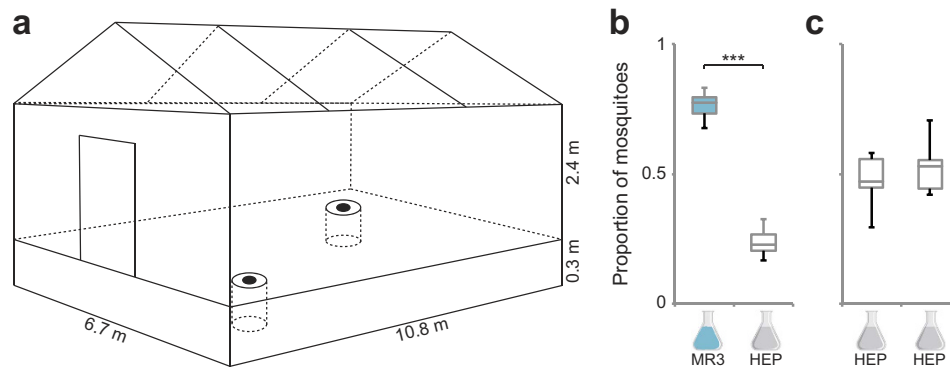 a
2.4 m
0.3 m
6.7 m
10.8 m
b
Proportion of mosquitoes
1
0.5
0
***
MR3
HEP
c
HEP
HEP